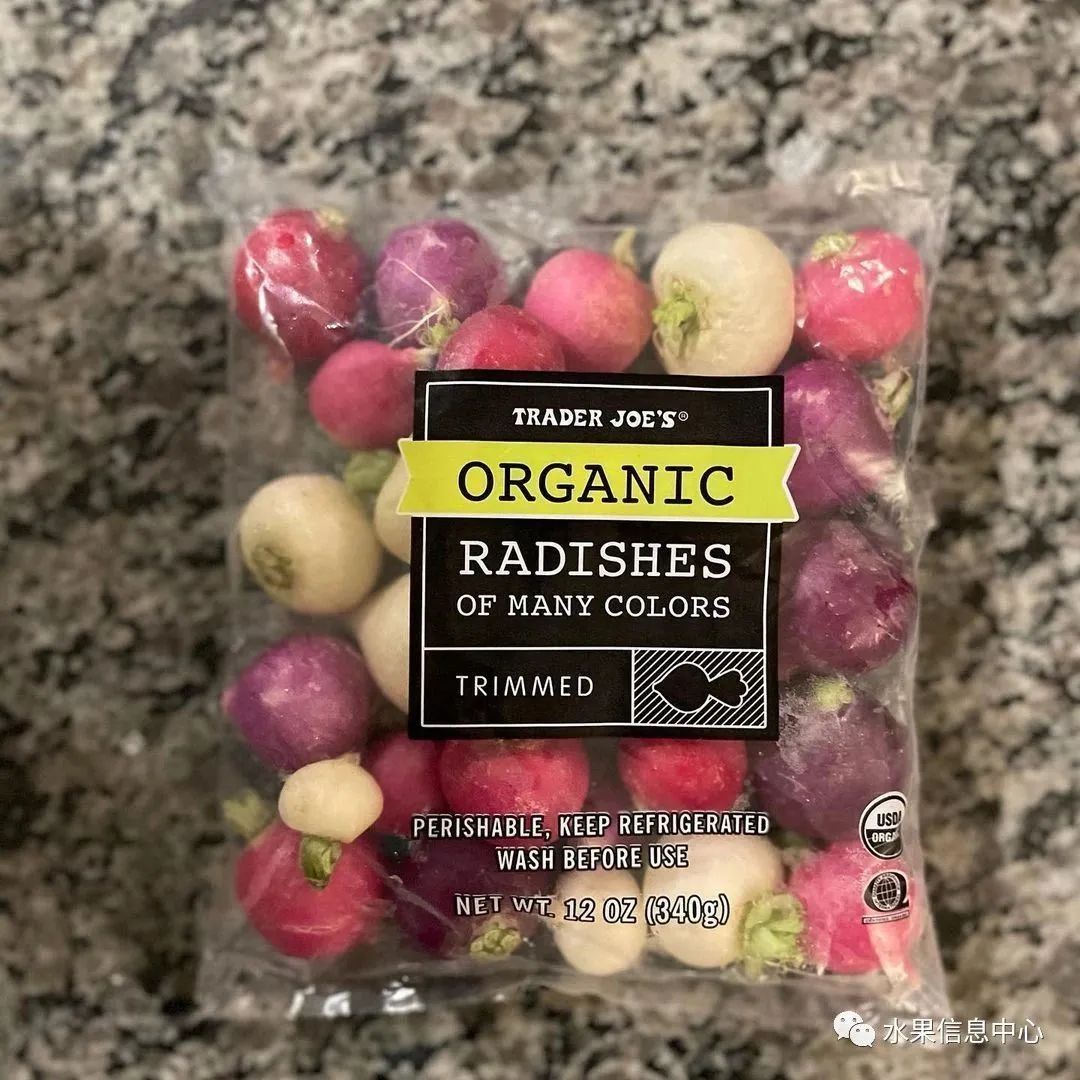 TRADER JOE'S®
ORGANIC
RADISHES
OF MANY COLORS
TRIMMED
PERISHABLE, KEEP REFRIGERATED
WASH BEFORE USE
NET WT. 12 OZ (340g)
USDA
ORGANIC
水果信息中心